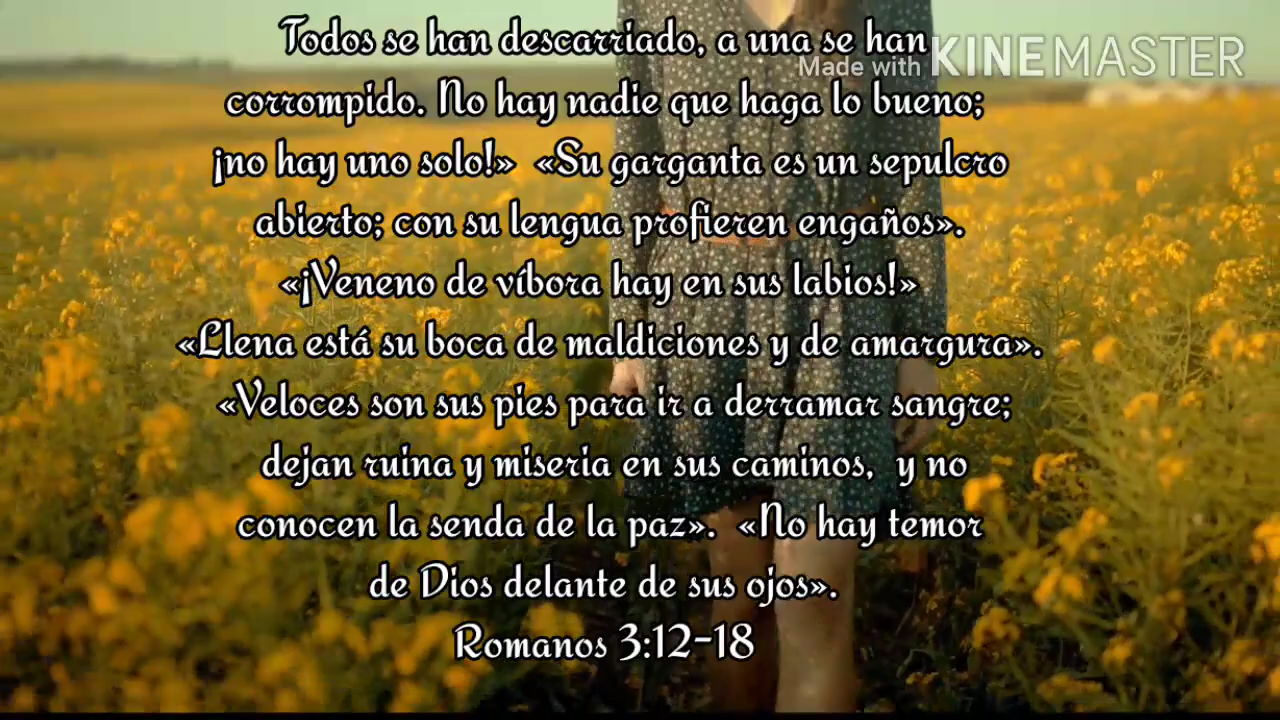 Todos se han descarriado, a una se han
Made with KINEMASTER
corrompido. No hay nadie que haga lo bueno;
¡no hay uno solo!» «Su garganta es un sepulcro
abierto; con su lengua profieren engaños».
«¡Veneno de víbora hay en sus labios!»
«Llena está su boca de maldiciones y de amargura».
«Veloces son sus pies para ir a derramar sangre;
dejan ruina y miseria en sus caminos, y no
conocen la senda de la paz». «No hay temor
de Dios delante de sus ojos».
Romanos 3:12-18